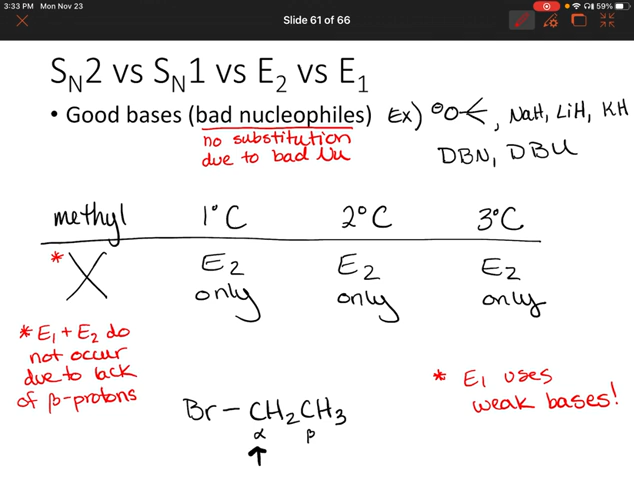 3:33 PM Mon Nov 23
59%
Slide 61 of 66
SN2 vs SN1 vs E2 vs E1
• Good bases (bad nucleophiles) Ex) ⊖O, NaH, LiH, KH
no substitution
due to bad Nu
DBN, DBU
methyl 1°C 2°C 3°C
* X E2 E2 E2
only only only
* E1 + E2 do
not occur
due to lack
of β-protons
* E1 uses
weak bases!
Br – CH2CH3
α β